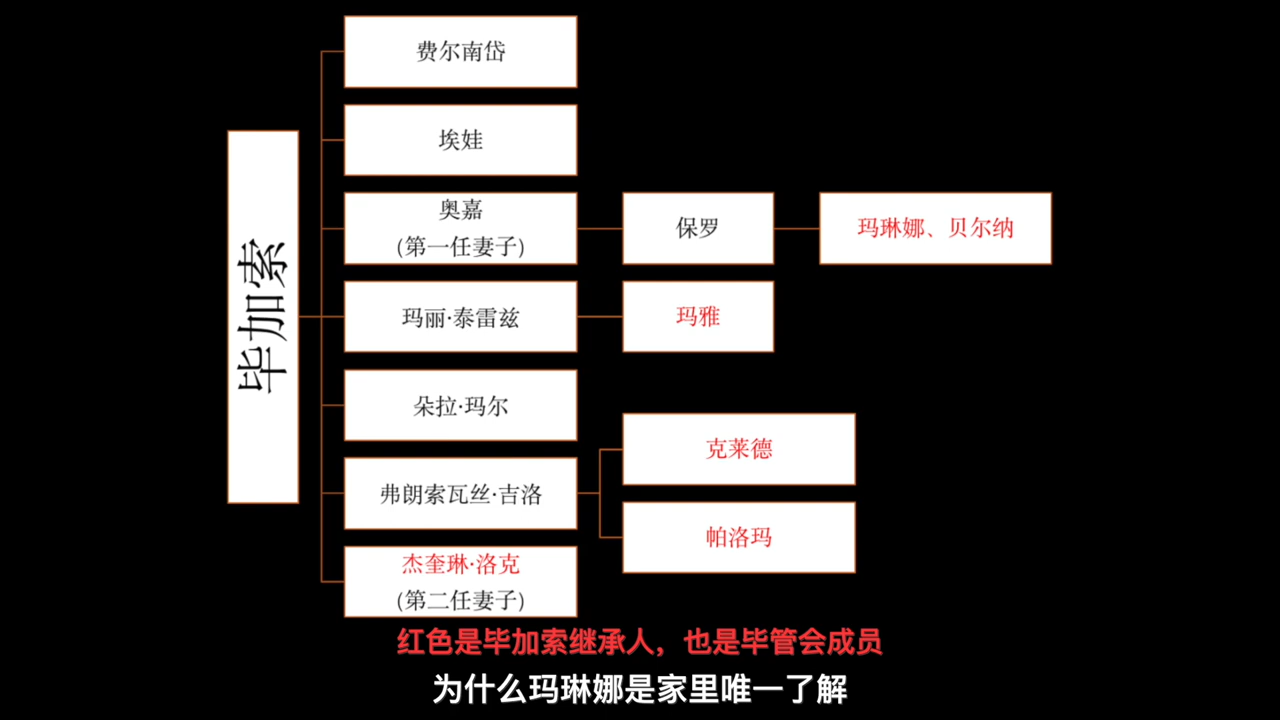 毕加索
费尔南岱
埃娃
奥嘉
(第一任妻子)
保罗
玛琳娜、贝尔纳
玛丽·泰雷兹
玛雅
朵拉·玛尔
弗朗索瓦丝·吉洛
克莱德
帕洛玛
杰奎琳·洛克
(第二任妻子)
红色是毕加索继承人，也是毕管会成员
为什么玛琳娜是家里唯一了解